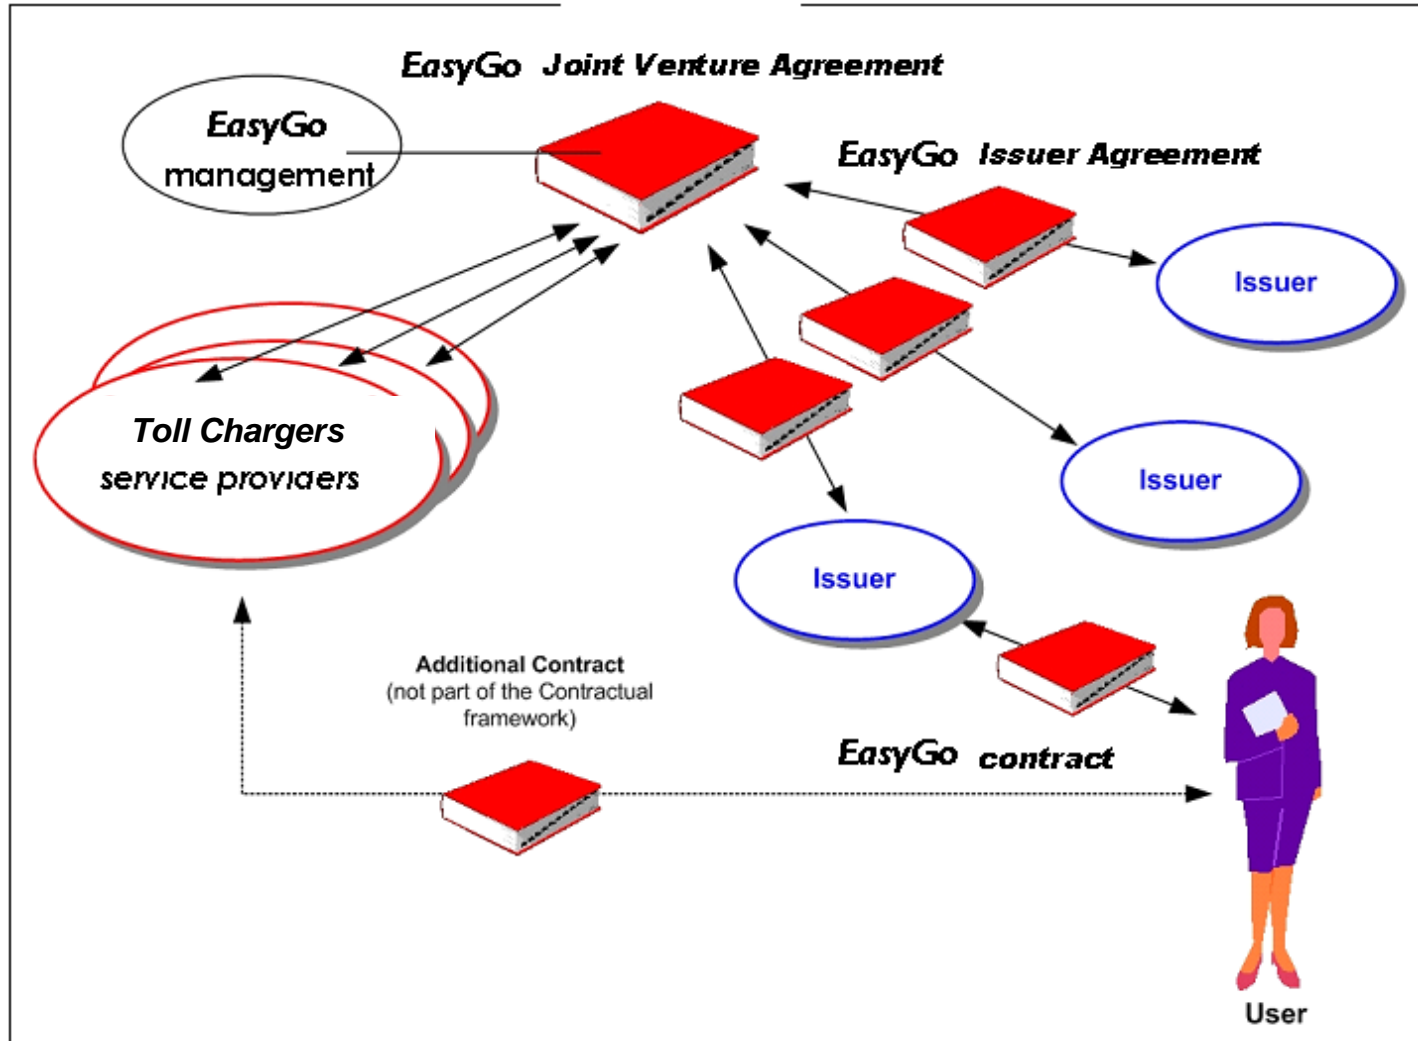 EasyGo Joint Venture Agreement
EasyGo
management
EasyGo Issuer Agreement
Issuer
Toll Chargers
service providers
Issuer
Issuer
Additional Contract
(not part of the Contractual
framework)
EasyGo contract
User